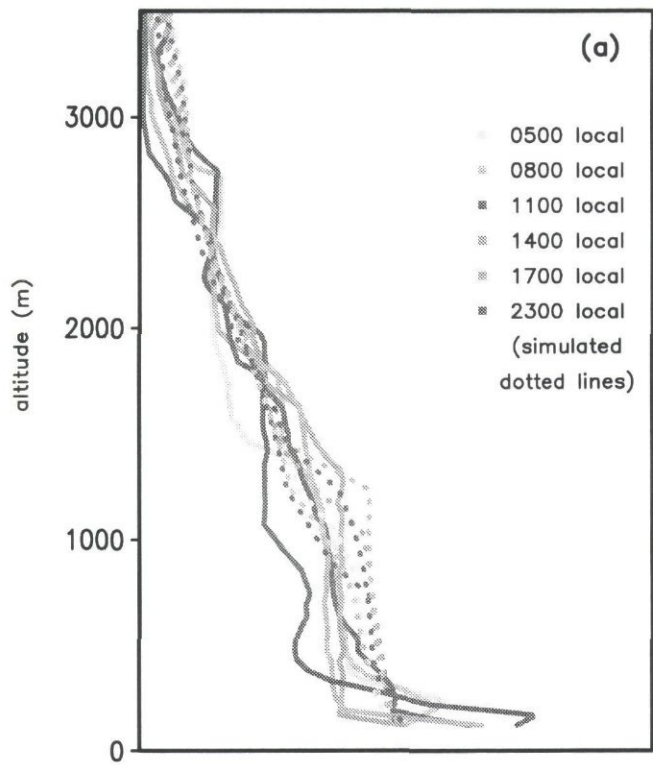 (a)
3000
0500 local
0800 local
1100 local
1400 local
1700 local
2300 local
(simulated
dotted lines)
2000
altitude (m)
1000
0